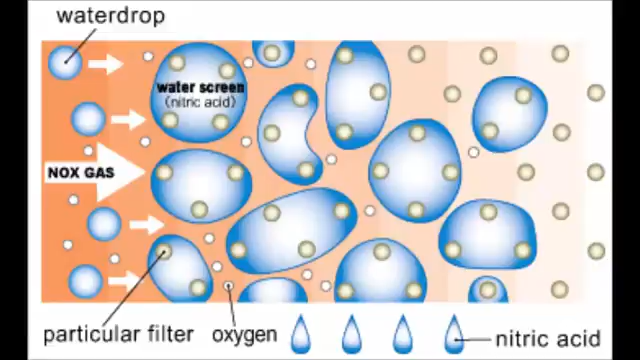 waterdrop
water screen
(nitric acid)
NOX GAS
particular filter
oxygen
nitric acid